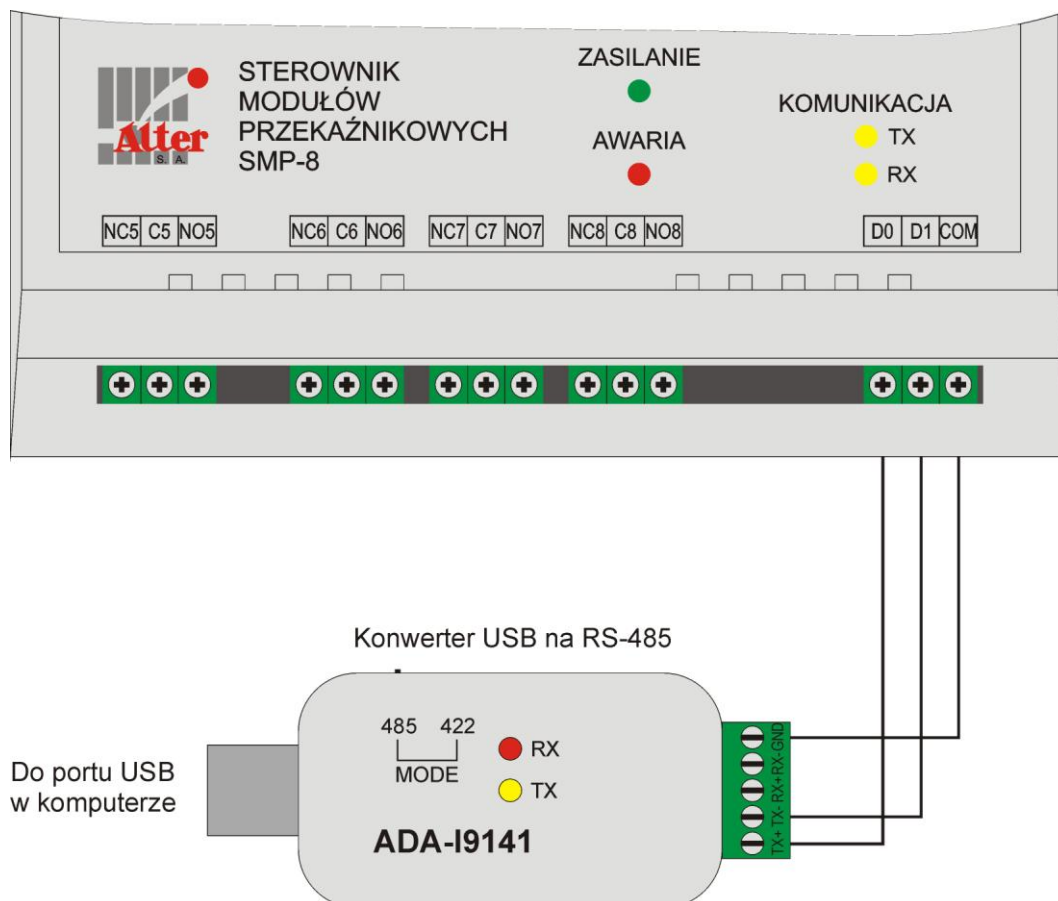 Alter
S. A.
STEROWNIK
MODUŁÓW
PRZEKAŹNIKOWYCH
SMP-8
ZASILANIE
AWARIA
KOMUNIKACJA
TX
RX
NC5 C5 NO5 NC6 C6 NO6 NC7 C7 NO7 NC8 C8 NO8 D0 D1 COM
Konwerter USB na RS-485
485 422
MODE
RX
TX
ADA-I9141
TX+ TX- RX+ RX- GND
Do portu USB
w komputerze